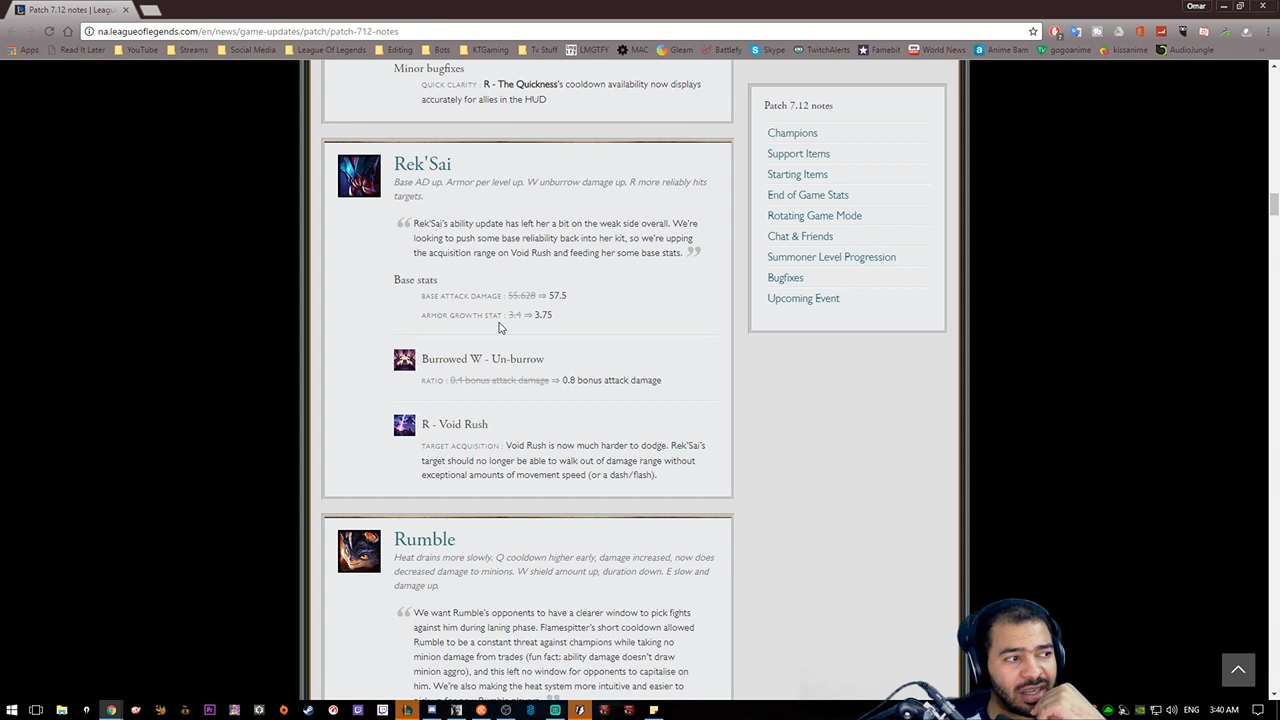 Patch 7.12 notes | Leagu
Omar
na.leagueoflegends.com/en/news/game-updates/patch/patch-712-notes
Apps Read It Later YouTube Streams Social Media League Of Legends Editing Bots KTGaming Tv Stuff LMGTFY MAC Gleam Battlefy Skype TwitchAlerts Famebit World News Anime Bam gogoanime kissanime AudioJungle
Minor bugfixes
QUICK CLARITY : R - The Quickness's cooldown availability now displays
accurately for allies in the HUD
Rek'Sai
Base AD up. Armor per level up. W unburrow damage up. R more reliably hits
targets.
Rek'Sai's ability update has left her a bit on the weak side overall. We're
looking to push some base reliability back into her kit, so we're upping
the acquisition range on Void Rush and feeding her some base stats.
Base stats
BASE ATTACK DAMAGE : 55.628 ⇒ 57.5
ARMOR GROWTH STAT : 3.4 ⇒ 3.75
Burrowed W - Un-burrow
RATIO : 0.4 bonus attack damage ⇒ 0.8 bonus attack damage
R - Void Rush
TARGET ACQUISITION : Void Rush is now much harder to dodge. Rek'Sai's
target should no longer be able to walk out of damage range without
exceptional amounts of movement speed (or a dash/flash).
Rumble
Heat drains more slowly. Q cooldown higher early, damage increased, now does
decreased damage to minions. W shield amount up, duration down. E slow and
damage up.
We want Rumble's opponents to have a clearer window to pick fights
against him during laning phase. Flamespitter's short cooldown allowed
Rumble to be a constant threat against champions while taking no
minion damage from trades (fun fact: ability damage doesn't draw
minion aggro), and this left no window for opponents to capitalise on
him. We're also making the heat system more intuitive and easier to
Patch 7.12 notes
Champions
Support Items
Starting Items
End of Game Stats
Rotating Game Mode
Chat & Friends
Summoner Level Progression
Bugfixes
Upcoming Event
3:40 AM